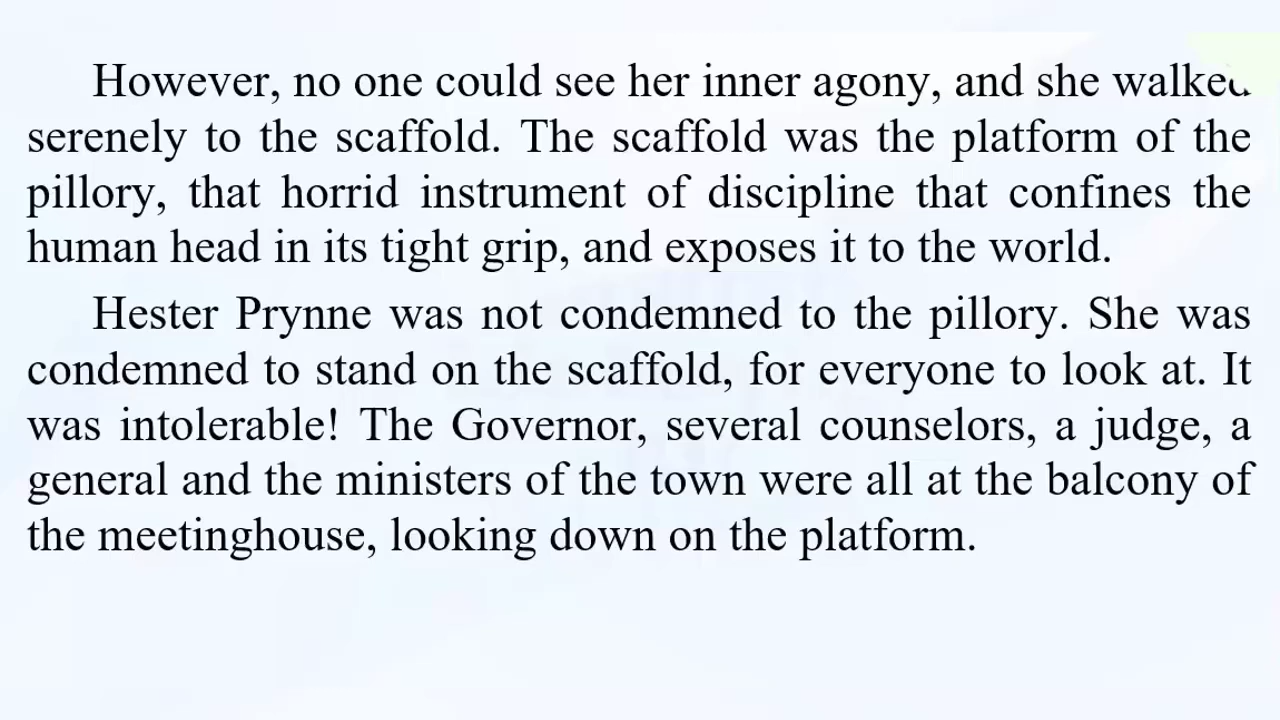 However, no one could see her inner agony, and she walked
serenely to the scaffold. The scaffold was the platform of the
pillory, that horrid instrument of discipline that confines the
human head in its tight grip, and exposes it to the world.
Hester Prynne was not condemned to the pillory. She was
condemned to stand on the scaffold, for everyone to look at. It
was intolerable! The Governor, several counselors, a judge, a
general and the ministers of the town were all at the balcony of
the meetinghouse, looking down on the platform.